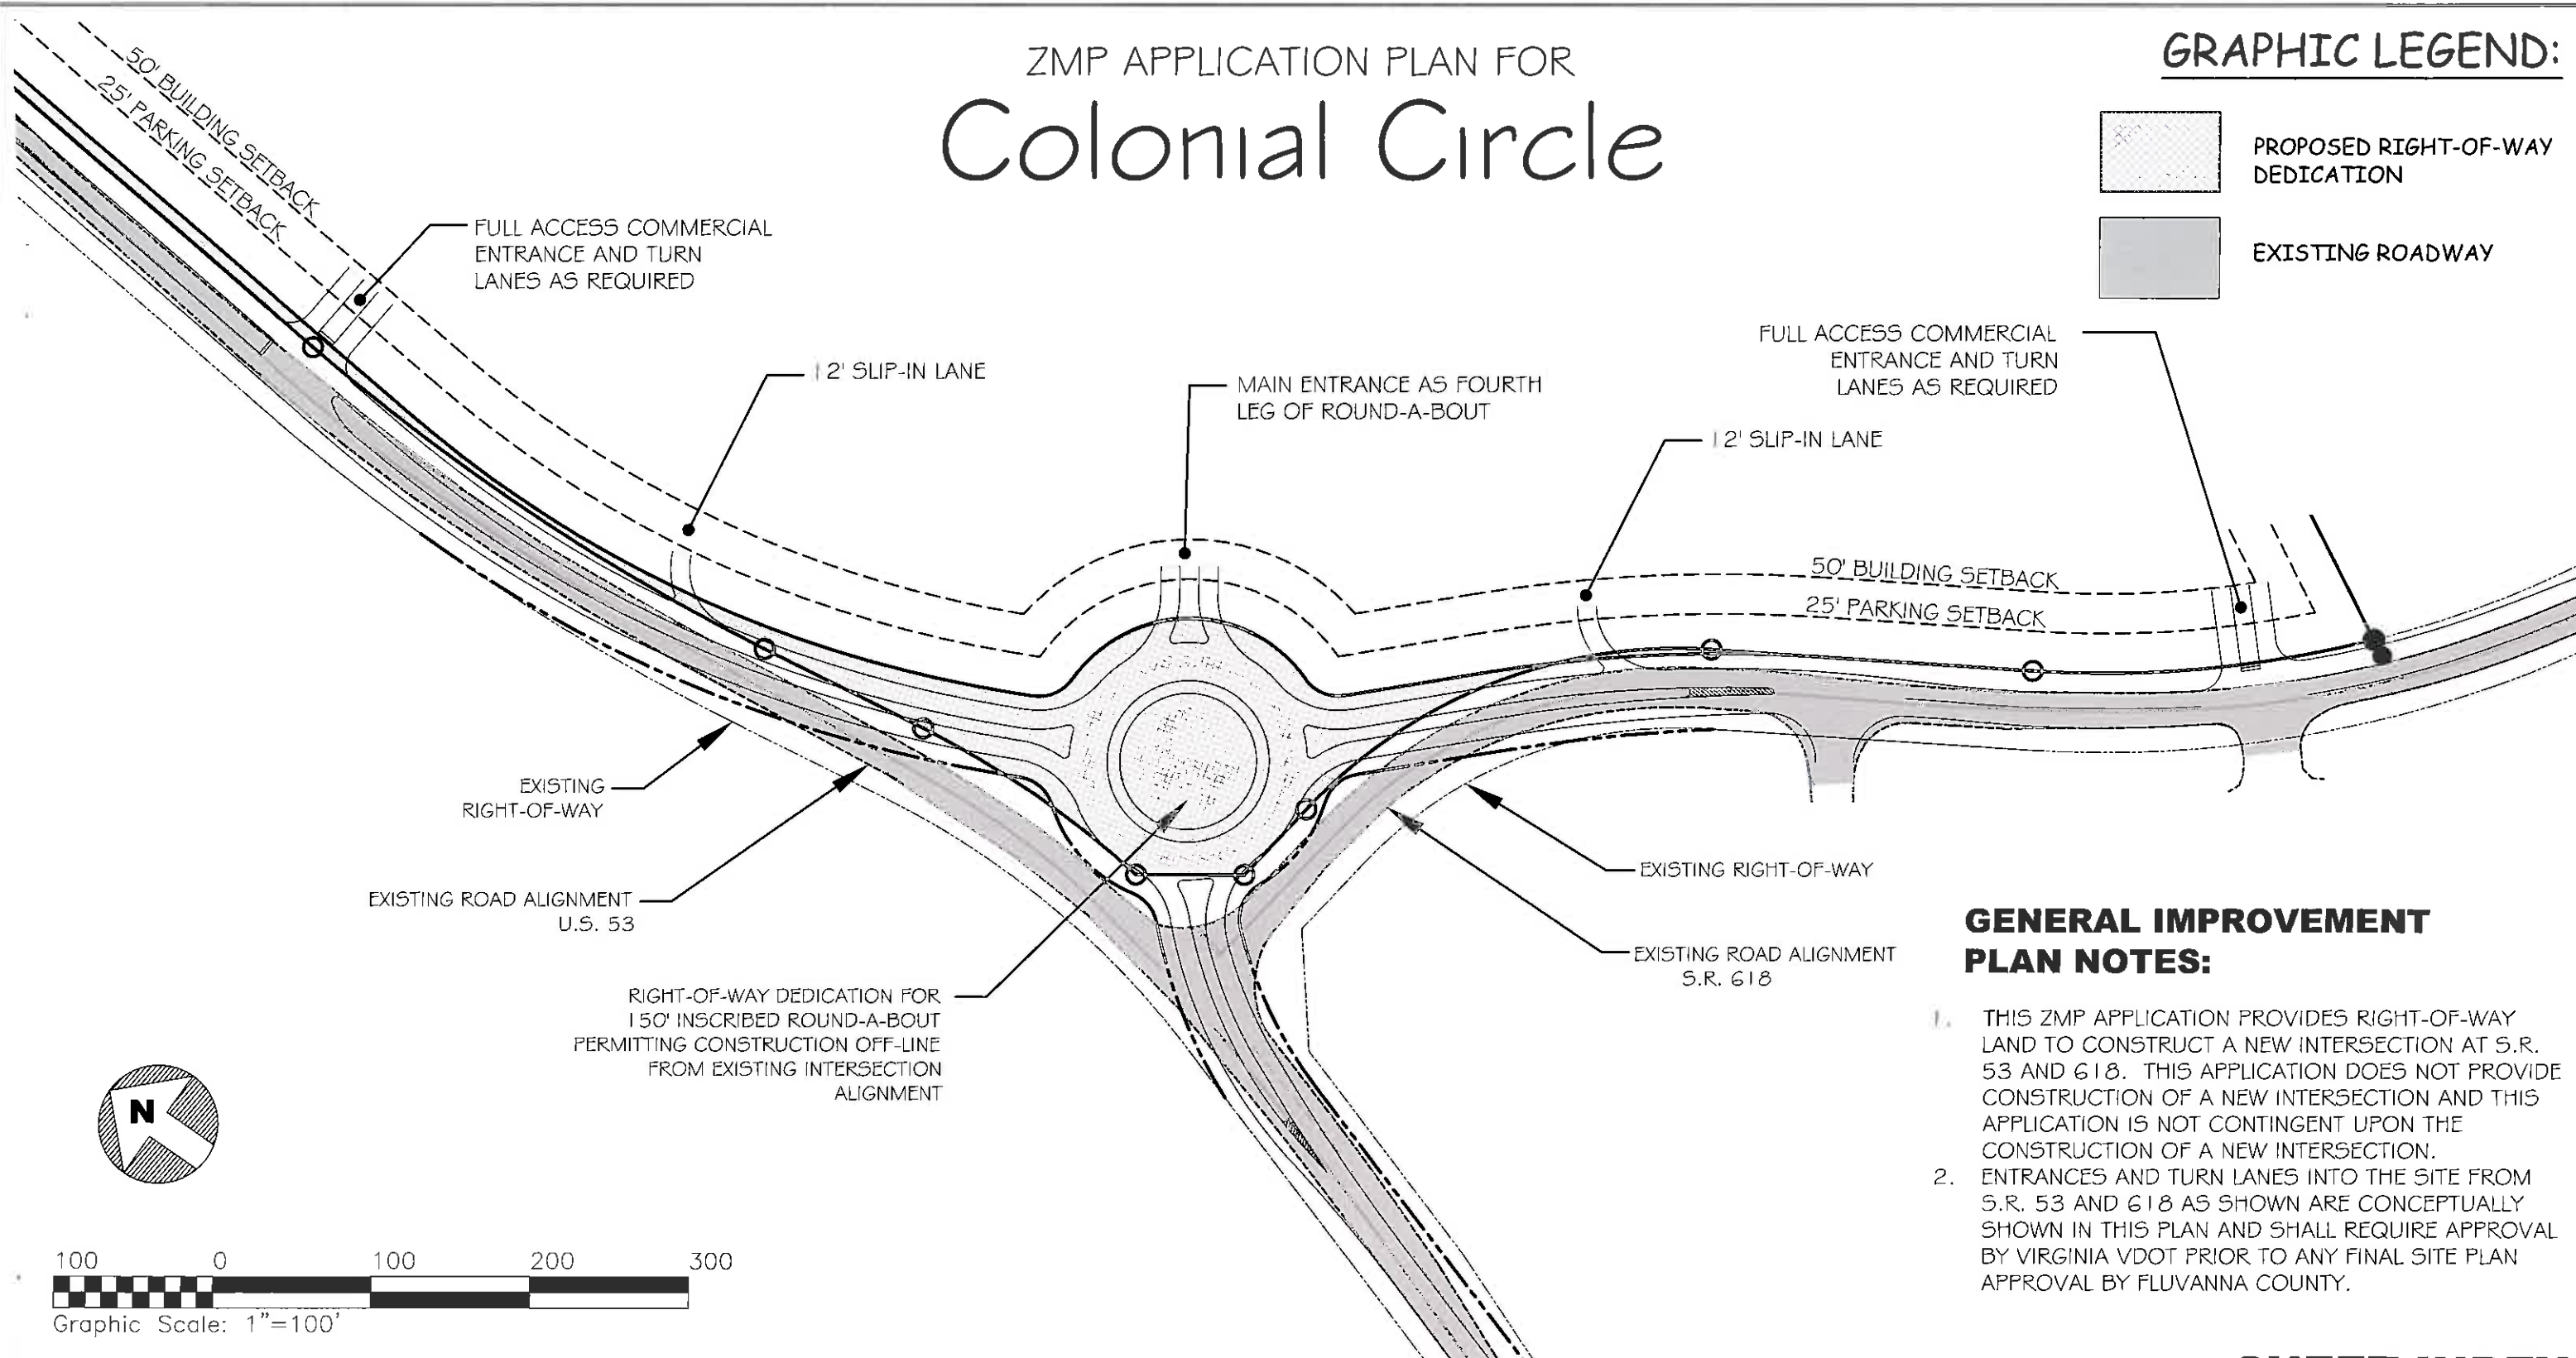 ZMP APPLICATION PLAN FOR
Colonial Circle
GRAPHIC LEGEND:
PROPOSED RIGHT-OF-WAY
DEDICATION
EXISTING ROADWAY
50' BUILDING SETBACK
25' PARKING SETBACK
FULL ACCESS COMMERCIAL
ENTRANCE AND TURN
LANES AS REQUIRED
12' SLIP-IN LANE
MAIN ENTRANCE AS FOURTH
LEG OF ROUND-A-BOUT
12' SLIP-IN LANE
FULL ACCESS COMMERCIAL
ENTRANCE AND TURN
LANES AS REQUIRED
50' BUILDING SETBACK
25' PARKING SETBACK
EXISTING
RIGHT-OF-WAY
EXISTING ROAD ALIGNMENT
U.S. 53
RIGHT-OF-WAY DEDICATION FOR
150' INSCRIBED ROUND-A-BOUT
PERMITTING CONSTRUCTION OFF-LINE
FROM EXISTING INTERSECTION
ALIGNMENT
EXISTING RIGHT-OF-WAY
EXISTING ROAD ALIGNMENT
S.R. 618
GENERAL IMPROVEMENT
PLAN NOTES:
1. THIS ZMP APPLICATION PROVIDES RIGHT-OF-WAY
LAND TO CONSTRUCT A NEW INTERSECTION AT S.R.
53 AND 618. THIS APPLICATION DOES NOT PROVIDE
CONSTRUCTION OF A NEW INTERSECTION AND THIS
APPLICATION IS NOT CONTINGENT UPON THE
CONSTRUCTION OF A NEW INTERSECTION.
2. ENTRANCES AND TURN LANES INTO THE SITE FROM
S.R. 53 AND 618 AS SHOWN ARE CONCEPTUALLY
SHOWN IN THIS PLAN AND SHALL REQUIRE APPROVAL
BY VIRGINIA VDOT PRIOR TO ANY FINAL SITE PLAN
APPROVAL BY FLUVANNA COUNTY.
N
100 0 100 200 300
Graphic Scale: 1"=100'